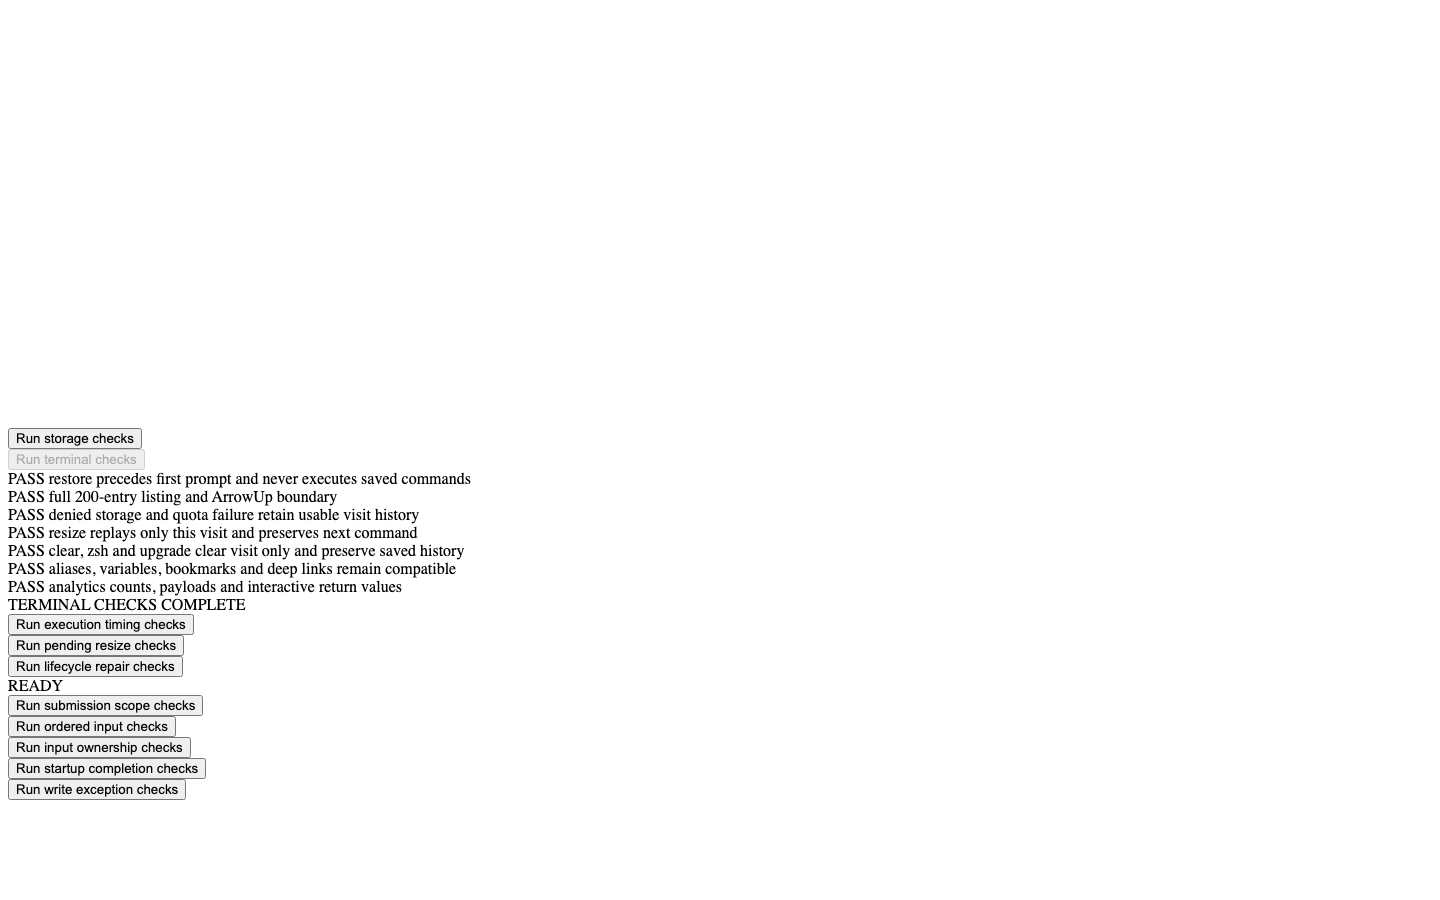 Run storage checks
Run terminal checks
PASS restore precedes first prompt and never executes saved commands
PASS full 200-entry listing and ArrowUp boundary
PASS denied storage and quota failure retain usable visit history
PASS resize replays only this visit and preserves next command
PASS clear, zsh and upgrade clear visit only and preserve saved history
PASS aliases, variables, bookmarks and deep links remain compatible
PASS analytics counts, payloads and interactive return values
TERMINAL CHECKS COMPLETE
Run execution timing checks
Run pending resize checks
Run lifecycle repair checks
READY
Run submission scope checks
Run ordered input checks
Run input ownership checks
Run startup completion checks
Run write exception checks